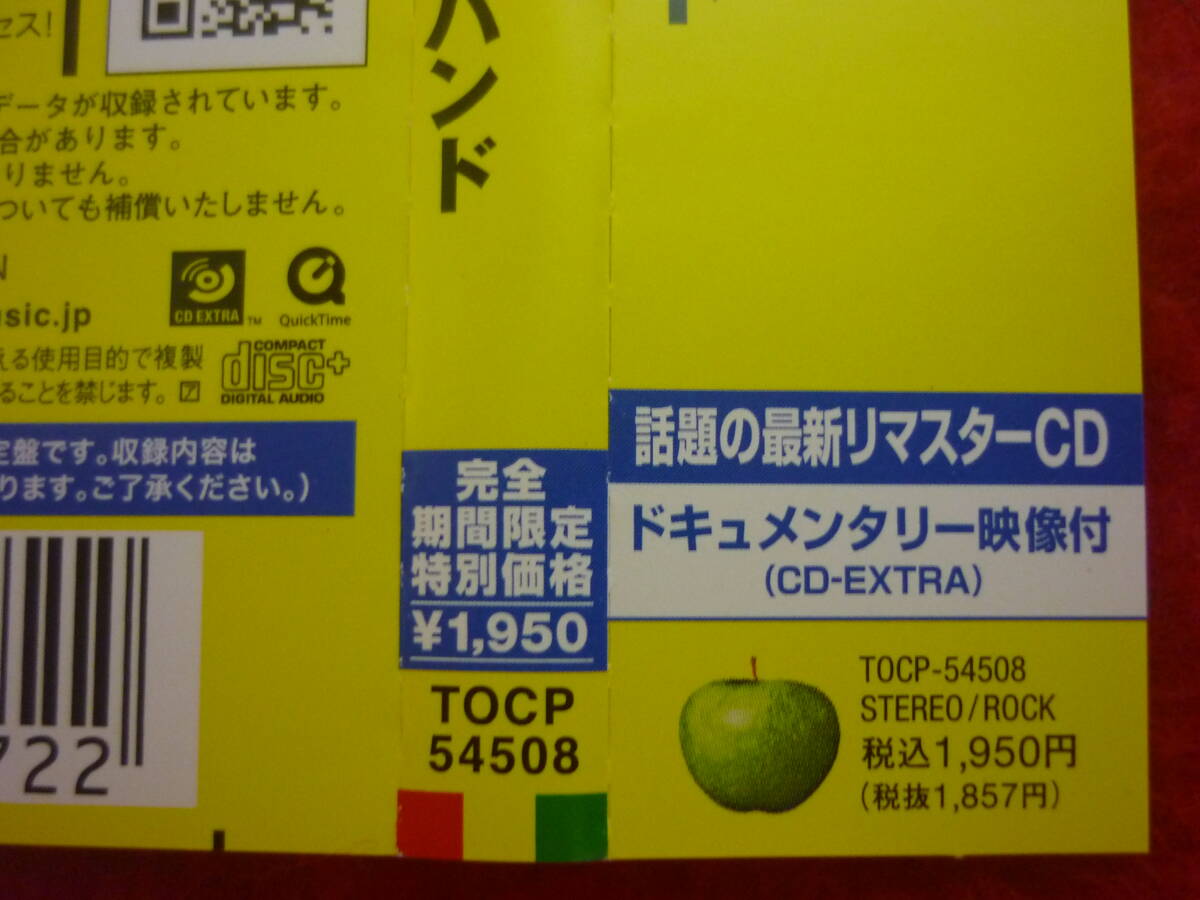 セス!
データが収録されています。
合があります。
りません。
ついても補償いたしません。
N
usic.jp
CD EXTRA
TM
QuickTime
える使用目的で複製
ることを禁じます。 ア
COMPACT
disc+
DIGITAL AUDIO
定盤です。収録内容は
ります。ご了承ください。)
722
ハンド
完全
期間限定
特別価格
¥1,950
TOCP
54508
話題の最新リマスターCD
ドキュメンタリー映像付
(CD-EXTRA)
TOCP-54508
STEREO/ROCK
税込1,950円
(税抜1,857円)